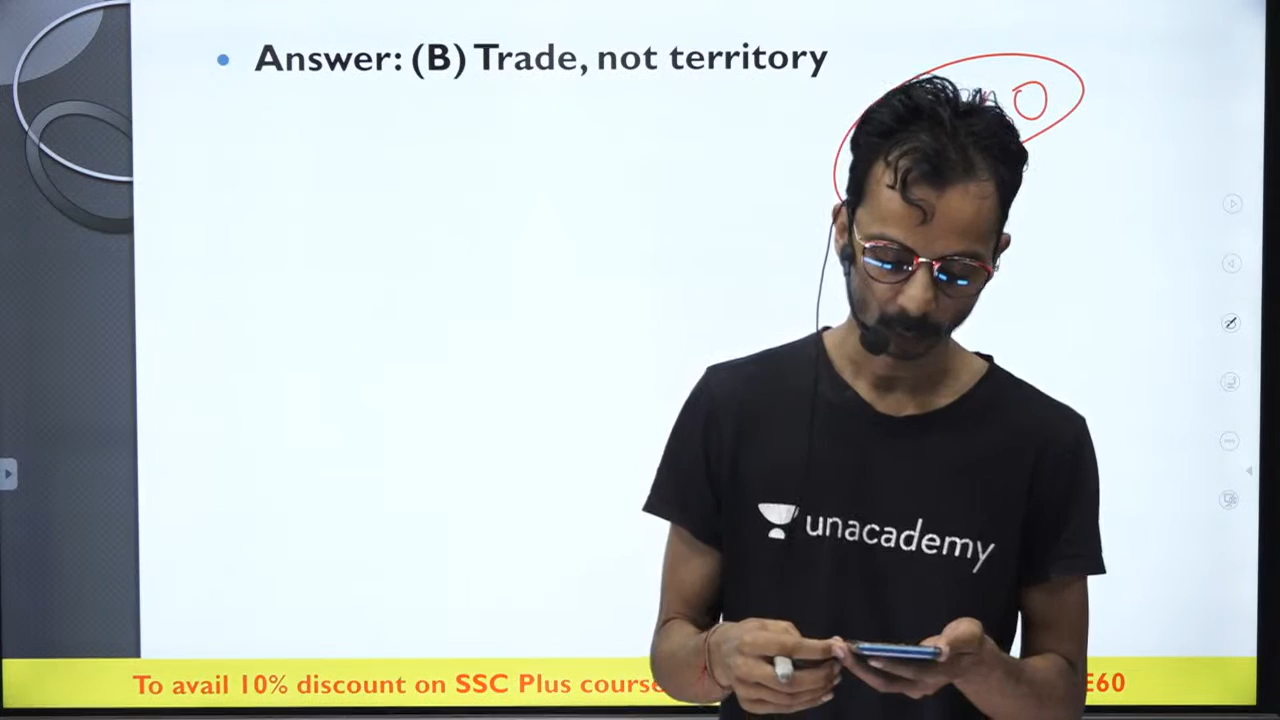 Answer: (B) Trade, not territory
unacademy
To avail 10% discount on SSC Plus course
E60